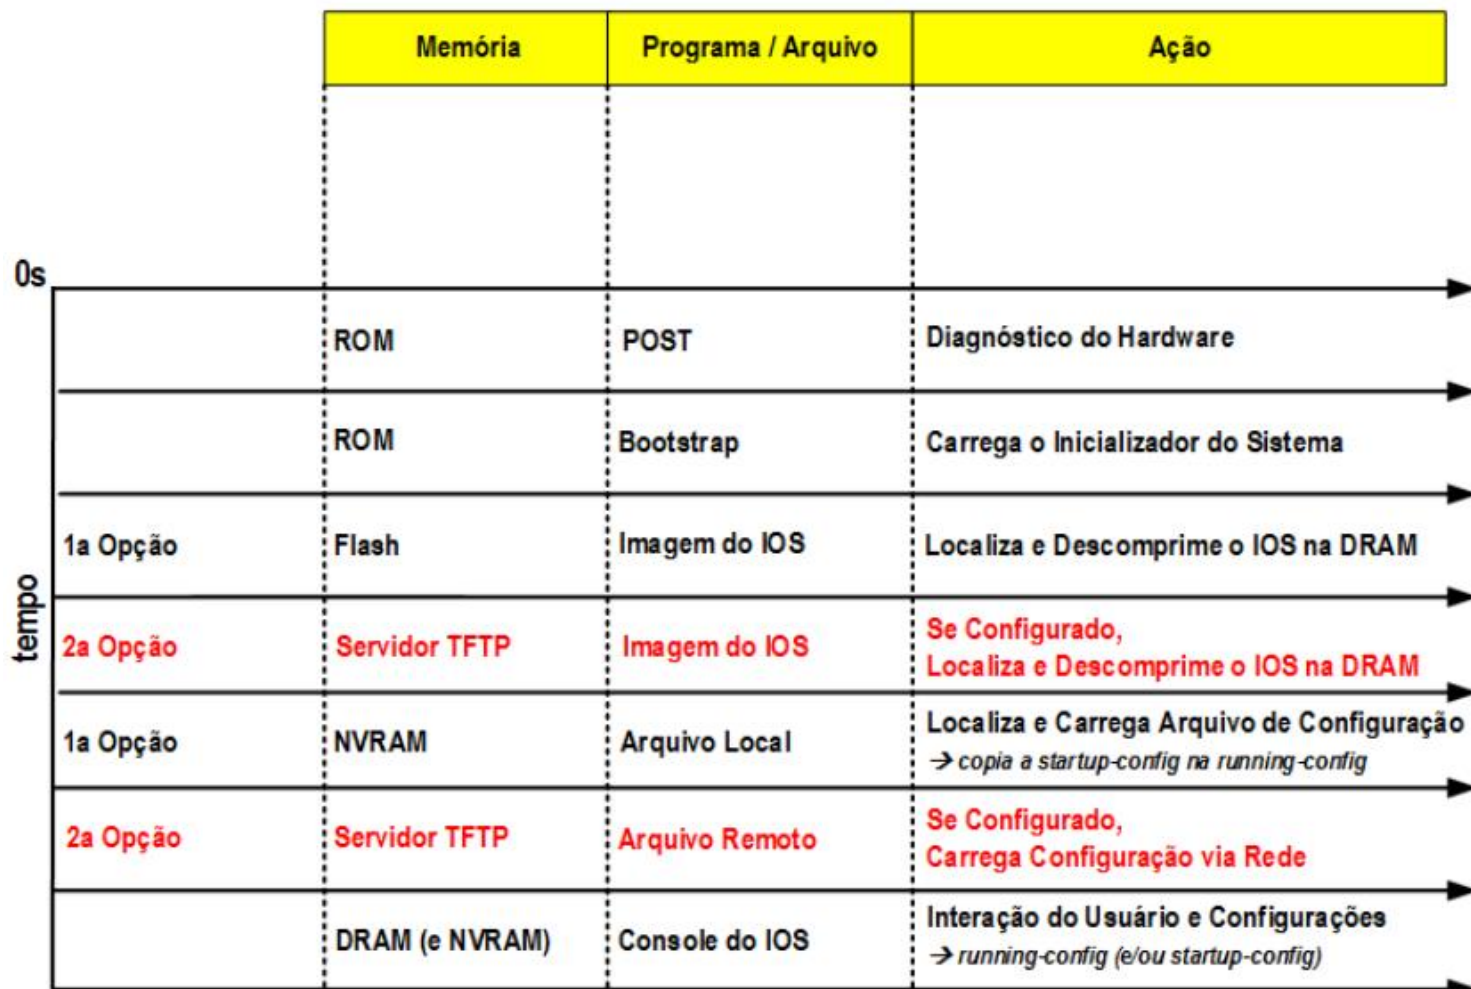 Memória Programa / Arquivo Ação
0s
ROM POST Diagnóstico do Hardware
ROM Bootstrap Carrega o Inicializador do Sistema
1a Opção Flash Imagem do IOS Localiza e Descomprime o IOS na DRAM
tempo
2a Opção Servidor TFTP Imagem do IOS Se Configurado,
Localiza e Descomprime o IOS na DRAM
1a Opção NVRAM Arquivo Local Localiza e Carrega Arquivo de Configuração
→ copia a startup-config na running-config
2a Opção Servidor TFTP Arquivo Remoto Se Configurado,
Carrega Configuração via Rede
DRAM (e NVRAM) Console do IOS Interação do Usuário e Configurações
→ running-config (e/ou startup-config)